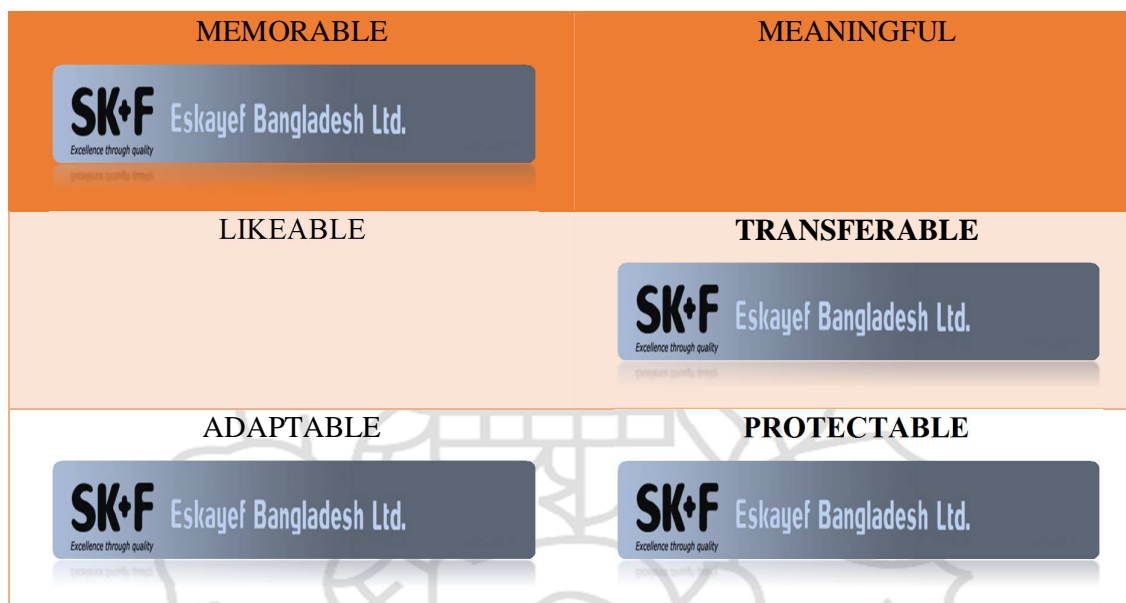 MEMORABLE
MEANINGFUL
SK+F Eskayef Bangladesh Ltd.
Excellence through quality
LIKEABLE
TRANSFERABLE
SK+F Eskayef Bangladesh Ltd.
Excellence through quality
ADAPTABLE
PROTECTABLE
SK+F Eskayef Bangladesh Ltd.
Excellence through quality
SK+F Eskayef Bangladesh Ltd.
Excellence through quality